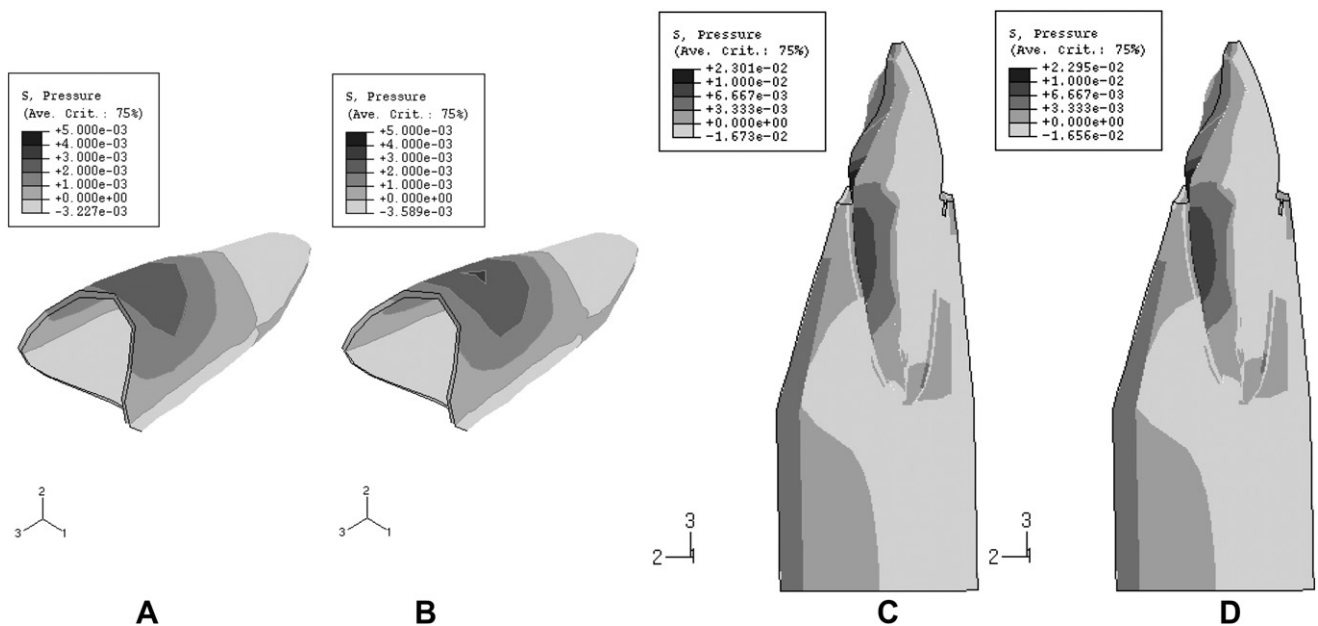 S, Pressure
(Ave. Crit.: 75%)
+5.000e-03
+4.000e-03
+3.000e-03
+2.000e-03
+1.000e-03
+0.000e+00
-3.227e-03
2
3
1
A
S, Pressure
(Ave. Crit.: 75%)
+5.000e-03
+4.000e-03
+3.000e-03
+2.000e-03
+1.000e-03
+0.000e+00
-3.589e-03
2
3
1
B
S, Pressure
(Ave. Crit.: 75%)
+2.301e-02
+1.000e-02
+6.667e-03
+3.333e-03
+0.000e+00
-1.673e-02
3
2
C
S, Pressure
(Ave. Crit.: 75%)
+2.295e-02
+1.000e-02
+6.667e-03
+3.333e-03
+0.000e+00
-1.656e-02
3
2
D